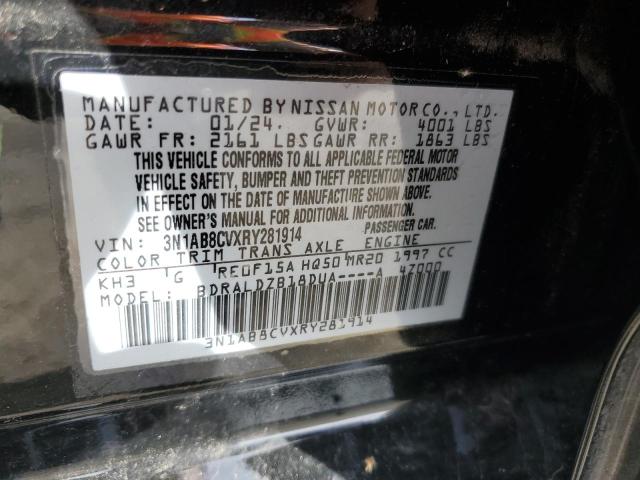 MANUFACTURED BY NISSAN MOTOR CO., LTD.
DATE: 01/24. GVWR: 4001 LBS
GAWR FR: 2161 LBS GAWR RR: 1863 LBS
THIS VEHICLE CONFORMS TO ALL APPLICABLE FEDERAL MOTOR
VEHICLE SAFETY, BUMPER AND THEFT PREVENTION STANDARDS
IN EFFECT ON THE DATE OF MANUFACTURE SHOWN ABOVE.
SEE OWNER'S MANUAL FOR ADDITIONAL INFORMATION.
VIN: 3N1AB8CVXRY281914 PASSENGER CAR.
COLOR TRIM TRANS AXLE ENGINE
KH3 G RE0F15A HQ50 MR20 1997 CC
MODEL: BDRALDZB18DUA----A 4Z000
3N1AB8CVXRY281914